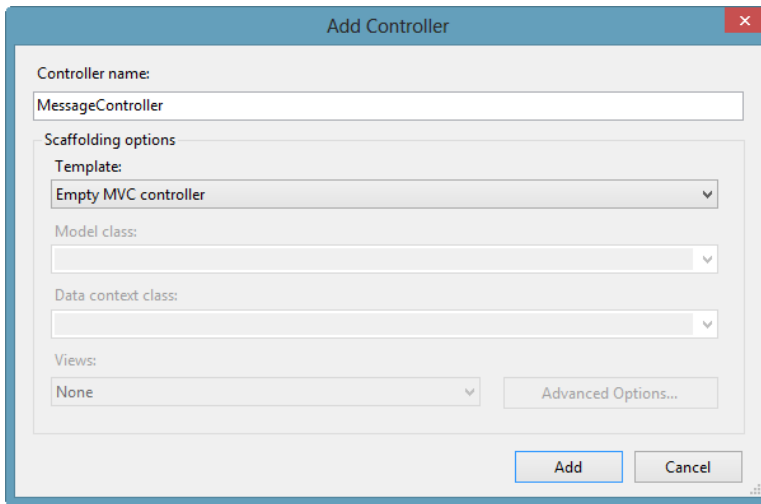 Add Controller
Controller name:
MessageController
Scaffolding options
Template:
Empty MVC controller
Model class:
Data context class:
Views:
None
Advanced Options...
Add
Cancel